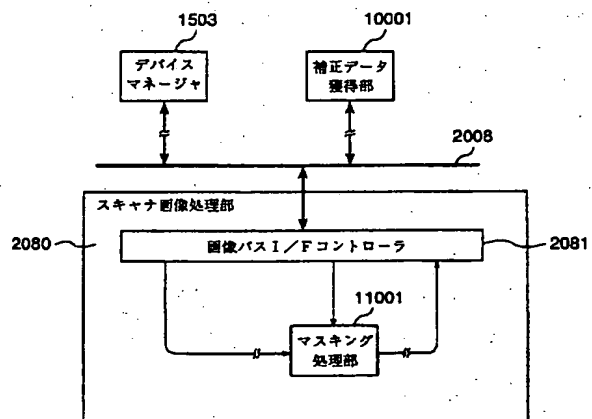 1503
10001
デバイス
マネージャ
補正データ
獲得部
2008
スキャナ画像処理部
2080
画像バスI/Fコントローラ
2081
11001
マスキング
処理部